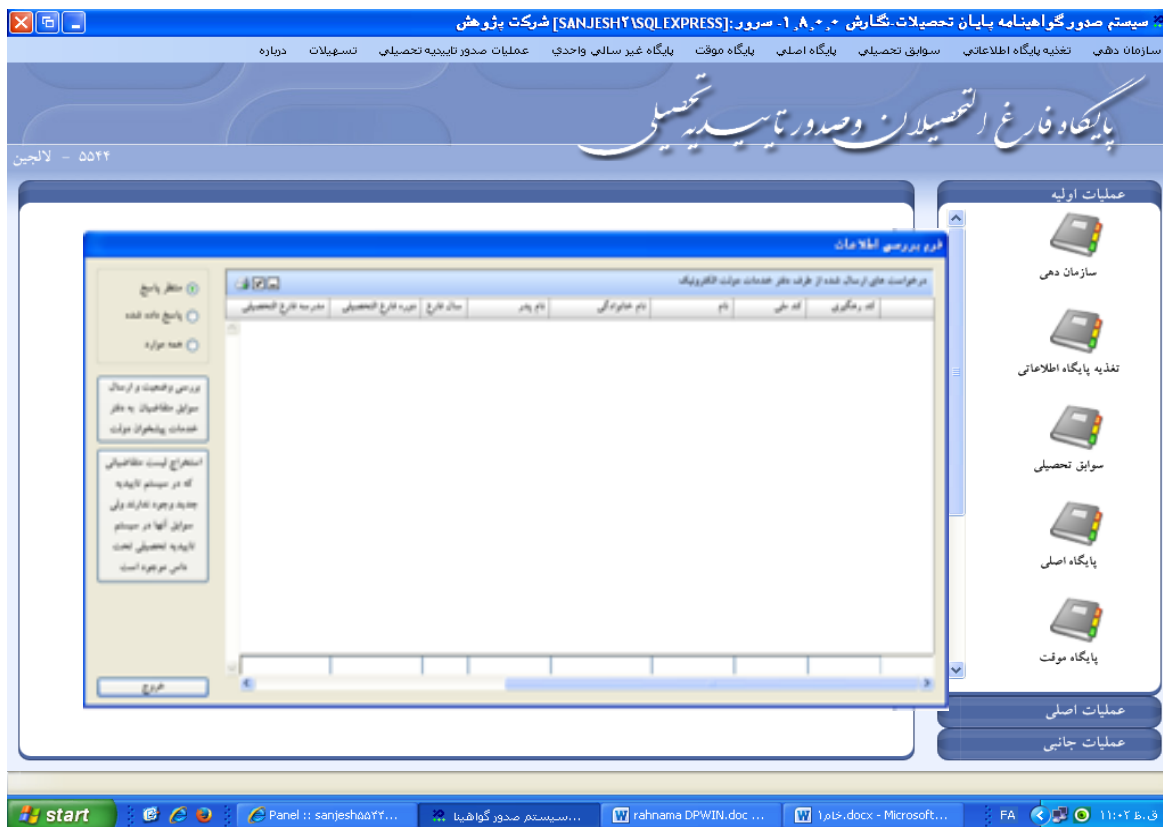 سیستم صدور گواهینامه پایان تحصیلات-نگارش ۱٫۸٫۰٫۰- سرور:[SANJESH۲\SQLEXPRESS] شرکت پژوهش
سازمان دهی تغذیه پایگاه اطلاعاتی سوابق تحصیلی پایگاه اصلی پایگاه موقت پایگاه غیر سالی واحدی عملیات صدور تاییدیه تحصیلی تسهیلات درباره
پایگاه فارغ التحصیلان و صدور تاییدیه تحصیلی
۵۵۴۴ - لالجین
عملیات اولیه
سازمان دهی
تغذیه پایگاه اطلاعاتی
سوابق تحصیلی
پایگاه اصلی
پایگاه موقت
عملیات اصلی
عملیات جانبی
فرم بررسی اطلاعات
درخواست های ارسال شده از طرف دفتر خدمات دولت الکترونیک
کد رهگیری کد ملی نام نام خانوادگی نام پدر سال فارغ دوره فارغ التحصیلی مدرسه فارغ التحصیلی
منتظر پاسخ
پاسخ داده شده
همه موارد
بررسی وضعیت و ارسال
سوابق متقاضیان به دفتر
خدمات پیشخوان دولت
استخراج لیست متقاضیانی
که در سیستم تاییدیه
جدید وجود ندارند ولی
سوابق آنها در سیستم
تاییدیه تحصیلی تحت
داس موجود است
خروج
start Panel :: sanjesh۵۵۴۴... سیستم صدور گواهینا... rahnama DPWIN.doc ... خام۱.docx - Microsoft... FA ۱۱:۰۲ ق.ظ